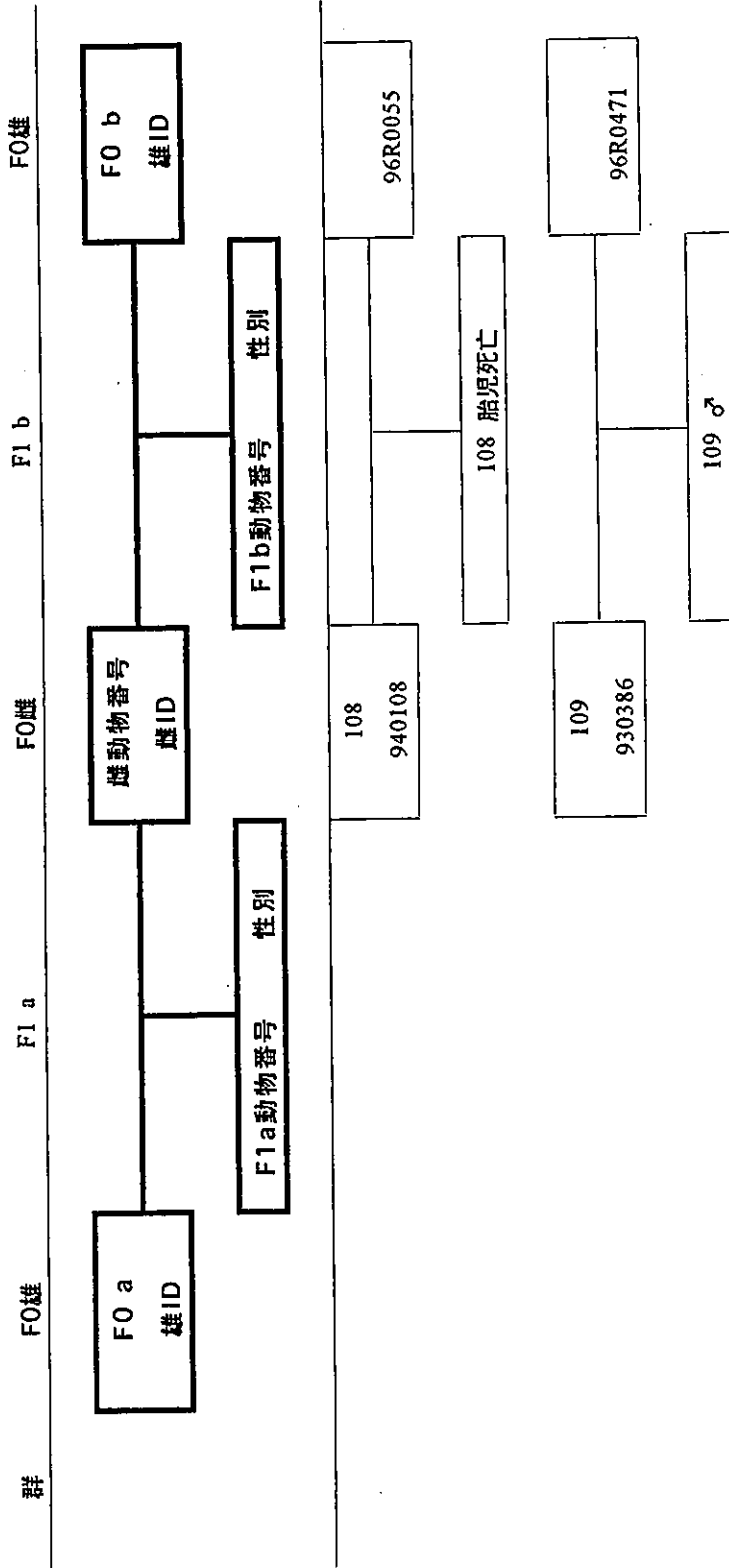 群 F0雄 F1 a F0雌 F1 b F0雄
F0 a
雄ID
雌動物番号
雌ID
F0 b
雄ID
F1a動物番号 性別
F1b動物番号 性別
108
940108
96R0055
108 胎児死亡
109
930386
96R0471
109 ♂